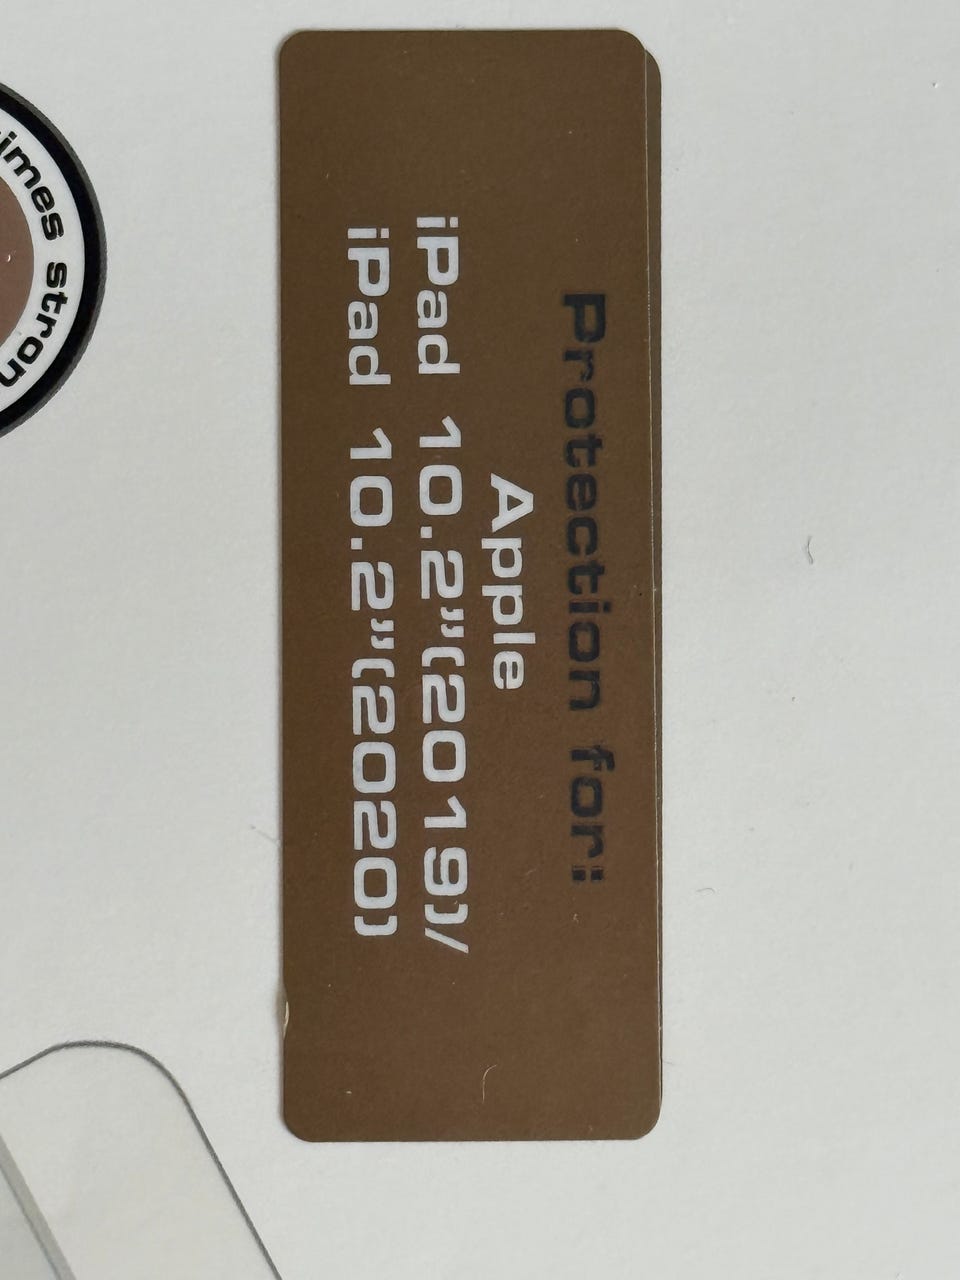 Protection for:
Apple
iPad 10.2”(2019)/
iPad 10.2”(2020)
imes stron